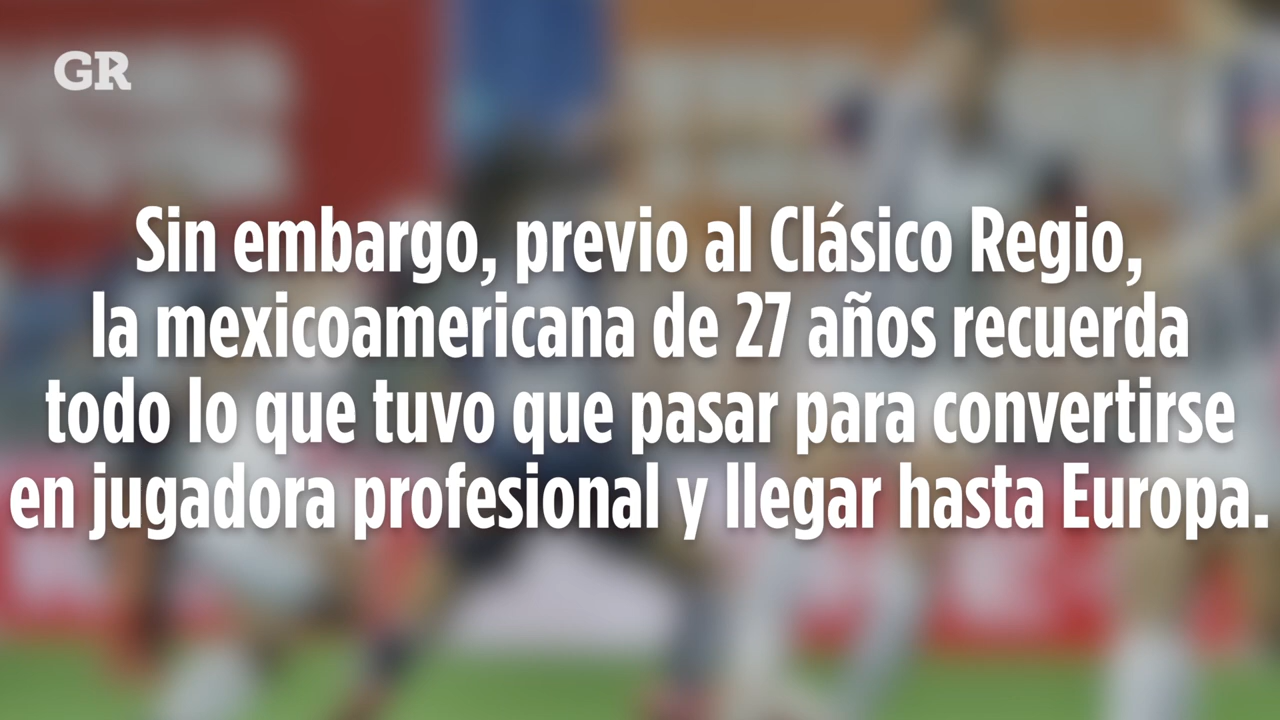 GR
Sin embargo, previo al Clásico Regio,
la mexicoamericana de 27 años recuerda
todo lo que tuvo que pasar para convertirse
en jugadora profesional y llegar hasta Europa.